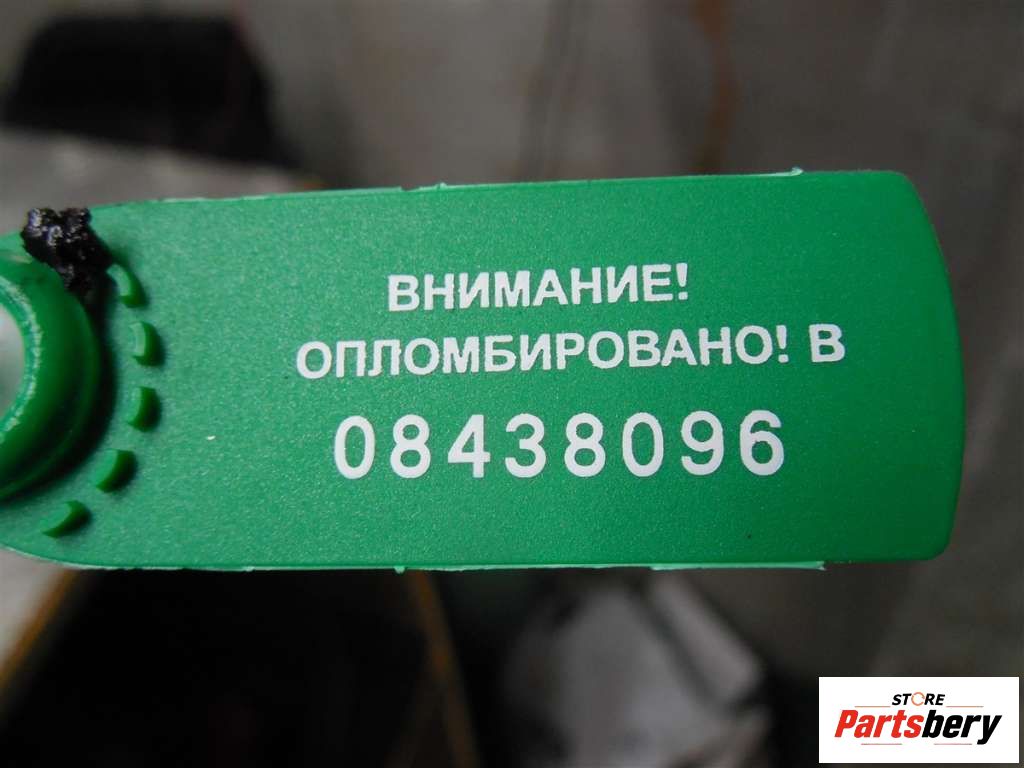 ВНИМАНИЕ!
ОПЛОМБИРОВАНО! В
08438096
STORE
Partsbery